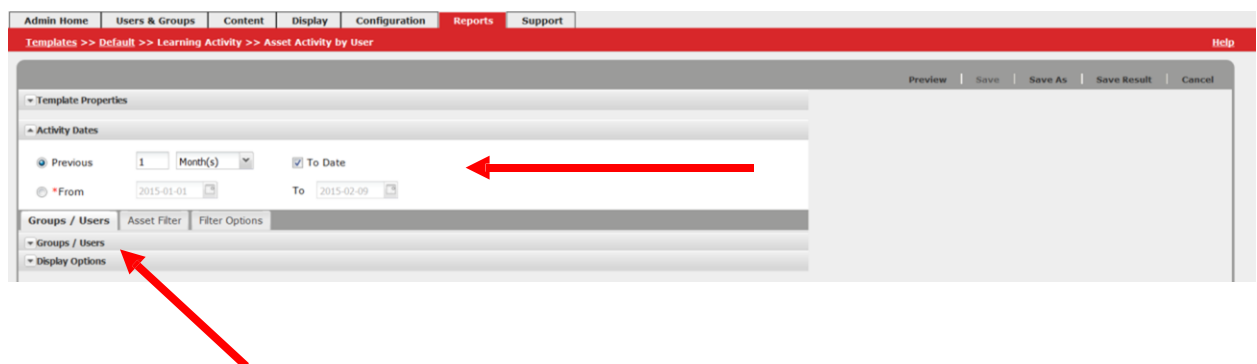 Admin Home Users & Groups Content Display Configuration Reports Support
Templates >> Default >> Learning Activity >> Asset Activity by User Help
Preview | Save | Save As | Save Result | Cancel
Template Properties
Activity Dates
Previous 1 Month(s) To Date
*From 2015-01-01 To 2015-02-09
Groups / Users Asset Filter Filter Options
Groups / Users
Display Options